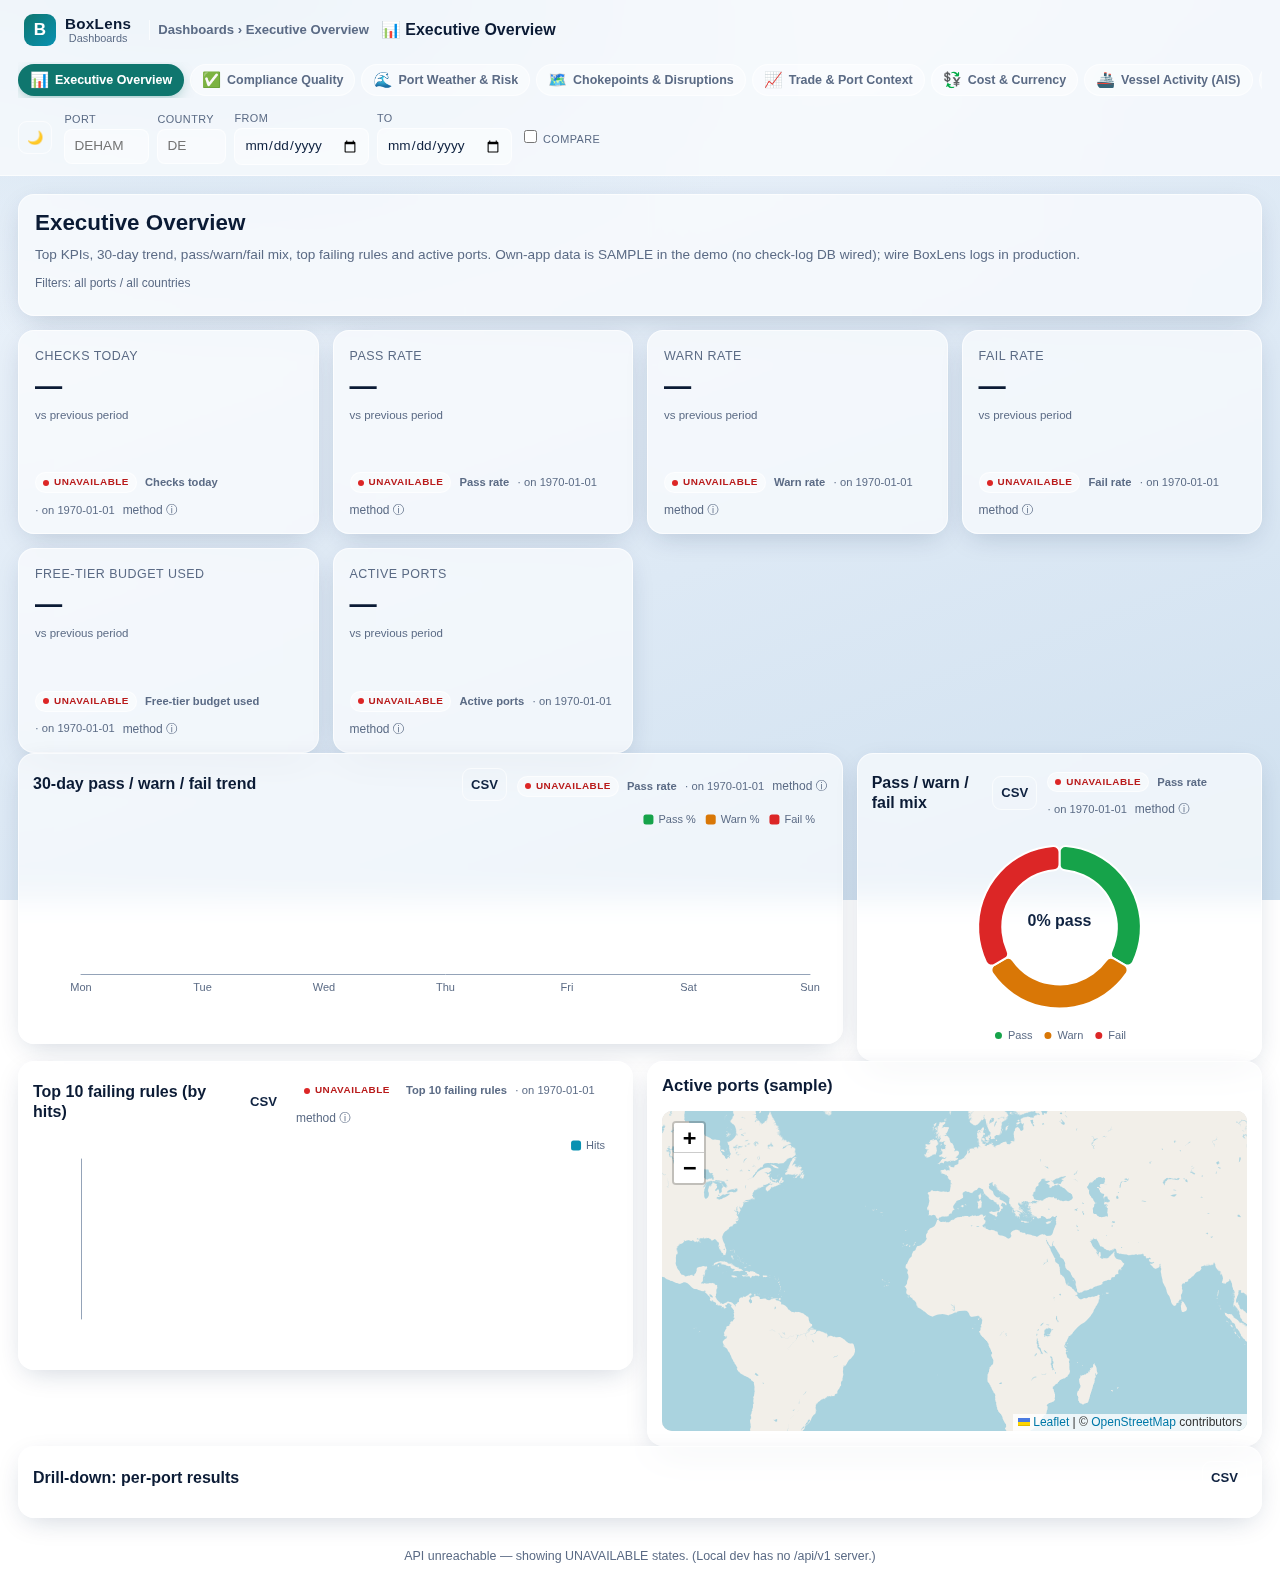 B BoxLens Dashboards
Dashboards › Executive Overview
📊 Executive Overview
📊 Executive Overview
✅ Compliance Quality
🌊 Port Weather & Risk
🗺️ Chokepoints & Disruptions
📈 Trade & Port Context
💱 Cost & Currency
🚢 Vessel Activity (AIS)
🌙
PORT
DEHAM
COUNTRY
DE
FROM
mm/dd/yyyy
TO
mm/dd/yyyy
COMPARE
Executive Overview
Top KPIs, 30-day trend, pass/warn/fail mix, top failing rules and active ports. Own-app data is SAMPLE in the demo (no check-log DB wired); wire BoxLens logs in production.
Filters: all ports / all countries
CHECKS TODAY
—
vs previous period
UNAVAILABLE Checks today
· on 1970-01-01 method ⓘ
PASS RATE
—
vs previous period
UNAVAILABLE Pass rate · on 1970-01-01
method ⓘ
WARN RATE
—
vs previous period
UNAVAILABLE Warn rate · on 1970-01-01
method ⓘ
FAIL RATE
—
vs previous period
UNAVAILABLE Fail rate · on 1970-01-01
method ⓘ
FREE-TIER BUDGET USED
—
vs previous period
UNAVAILABLE Free-tier budget used
· on 1970-01-01 method ⓘ
ACTIVE PORTS
—
vs previous period
UNAVAILABLE Active ports · on 1970-01-01
method ⓘ
30-day pass / warn / fail trend
CSV
UNAVAILABLE Pass rate · on 1970-01-01 method ⓘ
Pass % Warn % Fail %
Mon Tue Wed Thu Fri Sat Sun
Pass / warn /
fail mix
CSV
UNAVAILABLE Pass rate
· on 1970-01-01 method ⓘ
0% pass
Pass Warn Fail
Top 10 failing rules (by
hits)
CSV
UNAVAILABLE Top 10 failing rules · on 1970-01-01
method ⓘ
Hits
Active ports (sample)
+
−
Leaflet | © OpenStreetMap contributors
Drill-down: per-port results
CSV
API unreachable — showing UNAVAILABLE states. (Local dev has no /api/v1 server.)